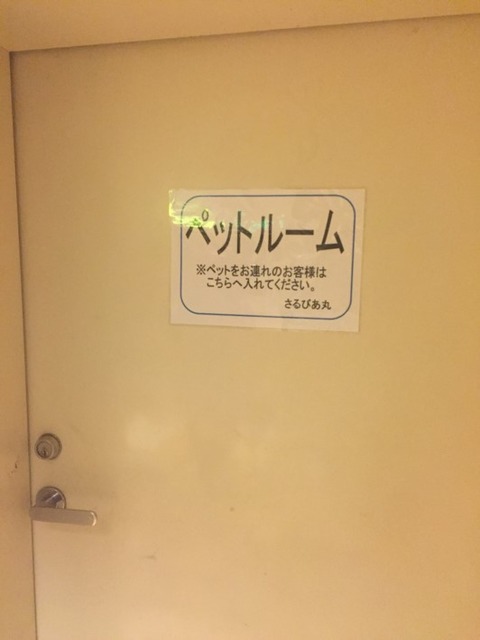 ペットルーム
※ペットをお連れのお客様は
こちらへ入れてください。
さるびあ丸